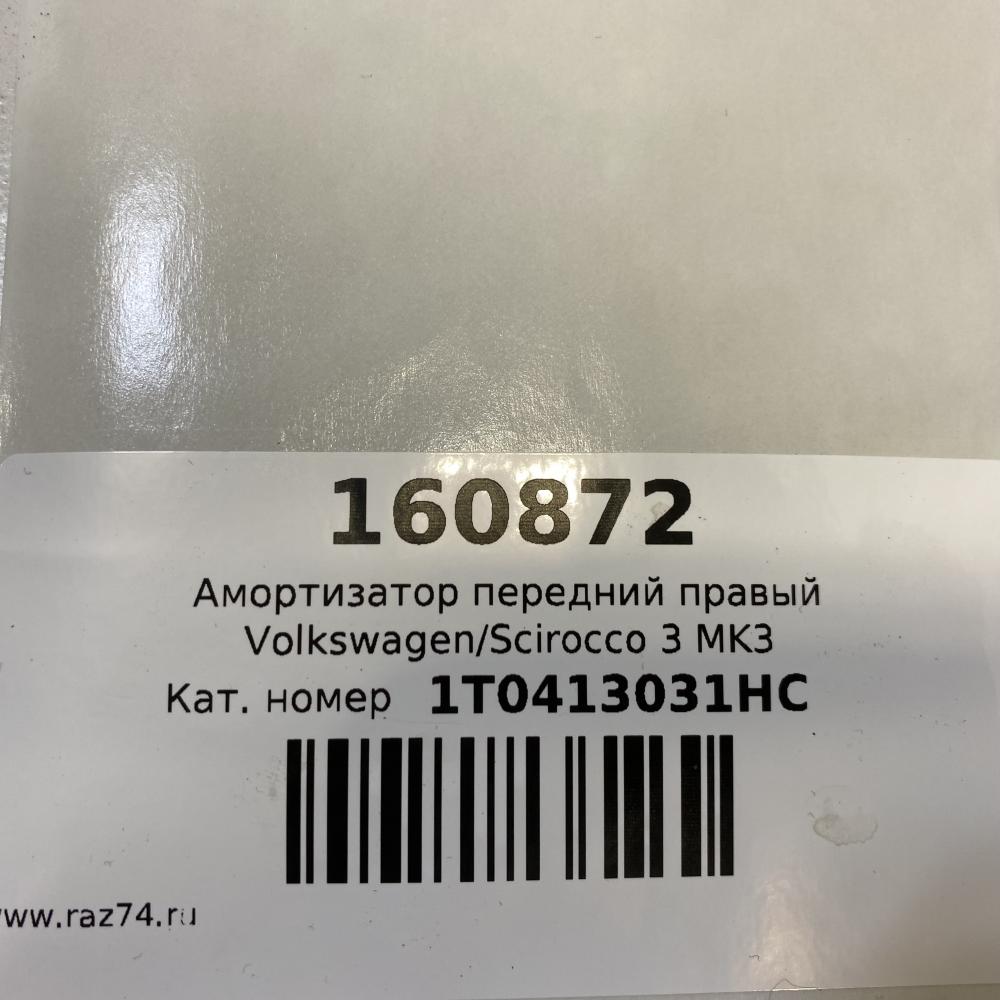 160872
Амортизатор передний правый
Volkswagen/Scirocco 3 MK3
Кат. номер 1T0413031HC
www.raz74.ru